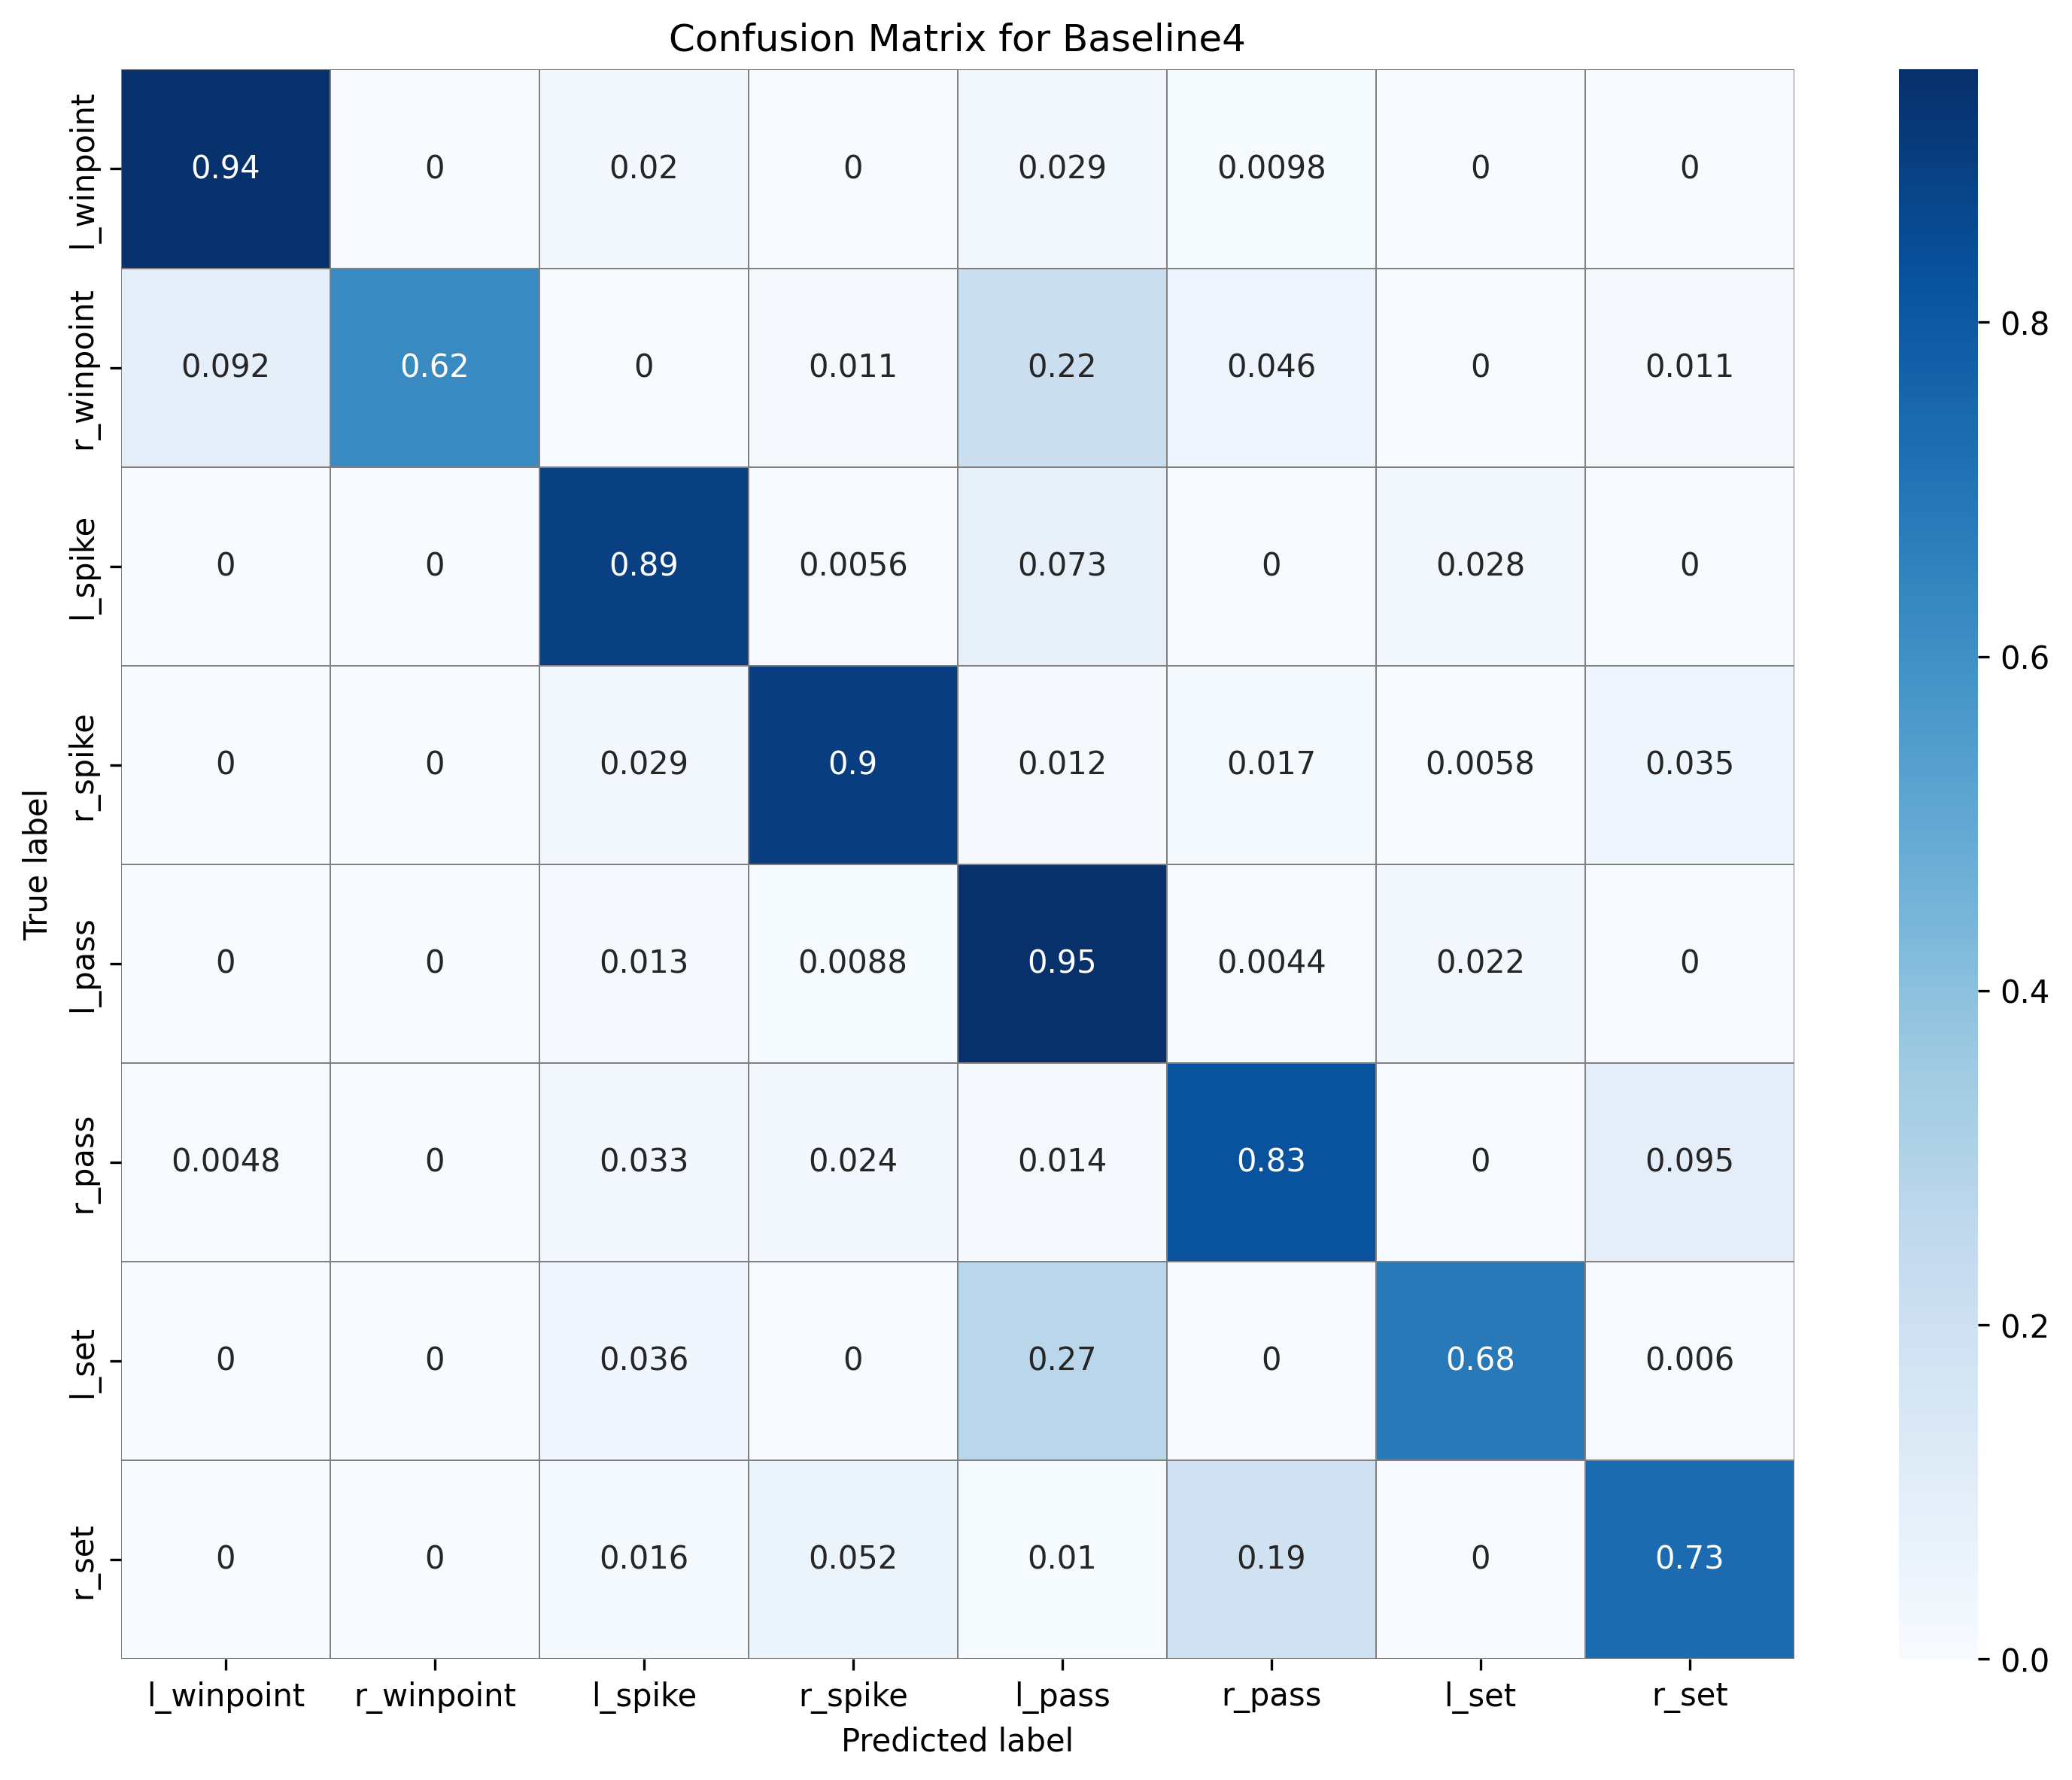 Confusion Matrix for Baseline4
l_winpoint 0.94 0 0.02 0 0.029 0.0098 0 0
r_winpoint 0.092 0.62 0 0.011 0.22 0.046 0 0.011
l_spike 0 0 0.89 0.0056 0.073 0 0.028 0
r_spike 0 0 0.029 0.9 0.012 0.017 0.0058 0.035
l_pass 0 0 0.013 0.0088 0.95 0.0044 0.022 0
r_pass 0.0048 0 0.033 0.024 0.014 0.83 0 0.095
l_set 0 0 0.036 0 0.27 0 0.68 0.006
r_set 0 0 0.016 0.052 0.01 0.19 0 0.73
l_winpoint r_winpoint l_spike r_spike l_pass r_pass l_set r_set
Predicted label
True label
0.8
0.6
0.4
0.2
0.0